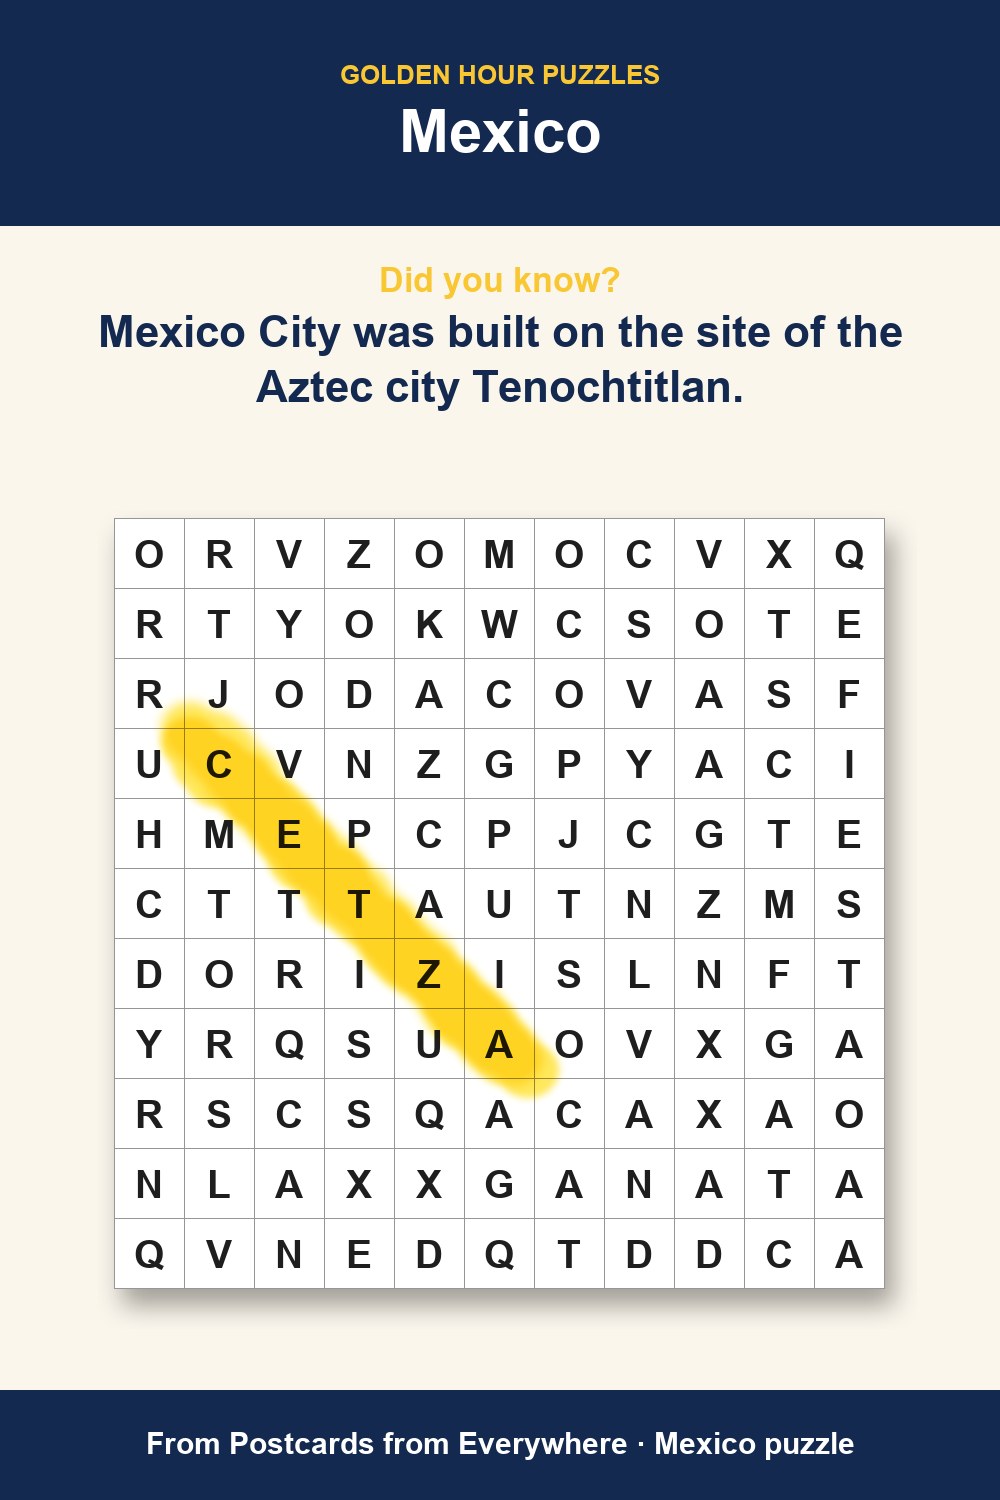 GOLDEN HOUR PUZZLES
Mexico
Did you know?
Mexico City was built on the site of the
Aztec city Tenochtitlan.
O R V Z O M O C V X Q
R T Y O K W C S O T E
R J O D A C O V A S F
U C V N Z G P Y A C I
H M E P C P J C G T E
C T T T A U T N Z M S
D O R I Z I S L N F T
Y R Q S U A O V X G A
R S C S Q A C A X A O
N L A X X G A N A T A
Q V N E D Q T D D C A
From Postcards from Everywhere · Mexico puzzle